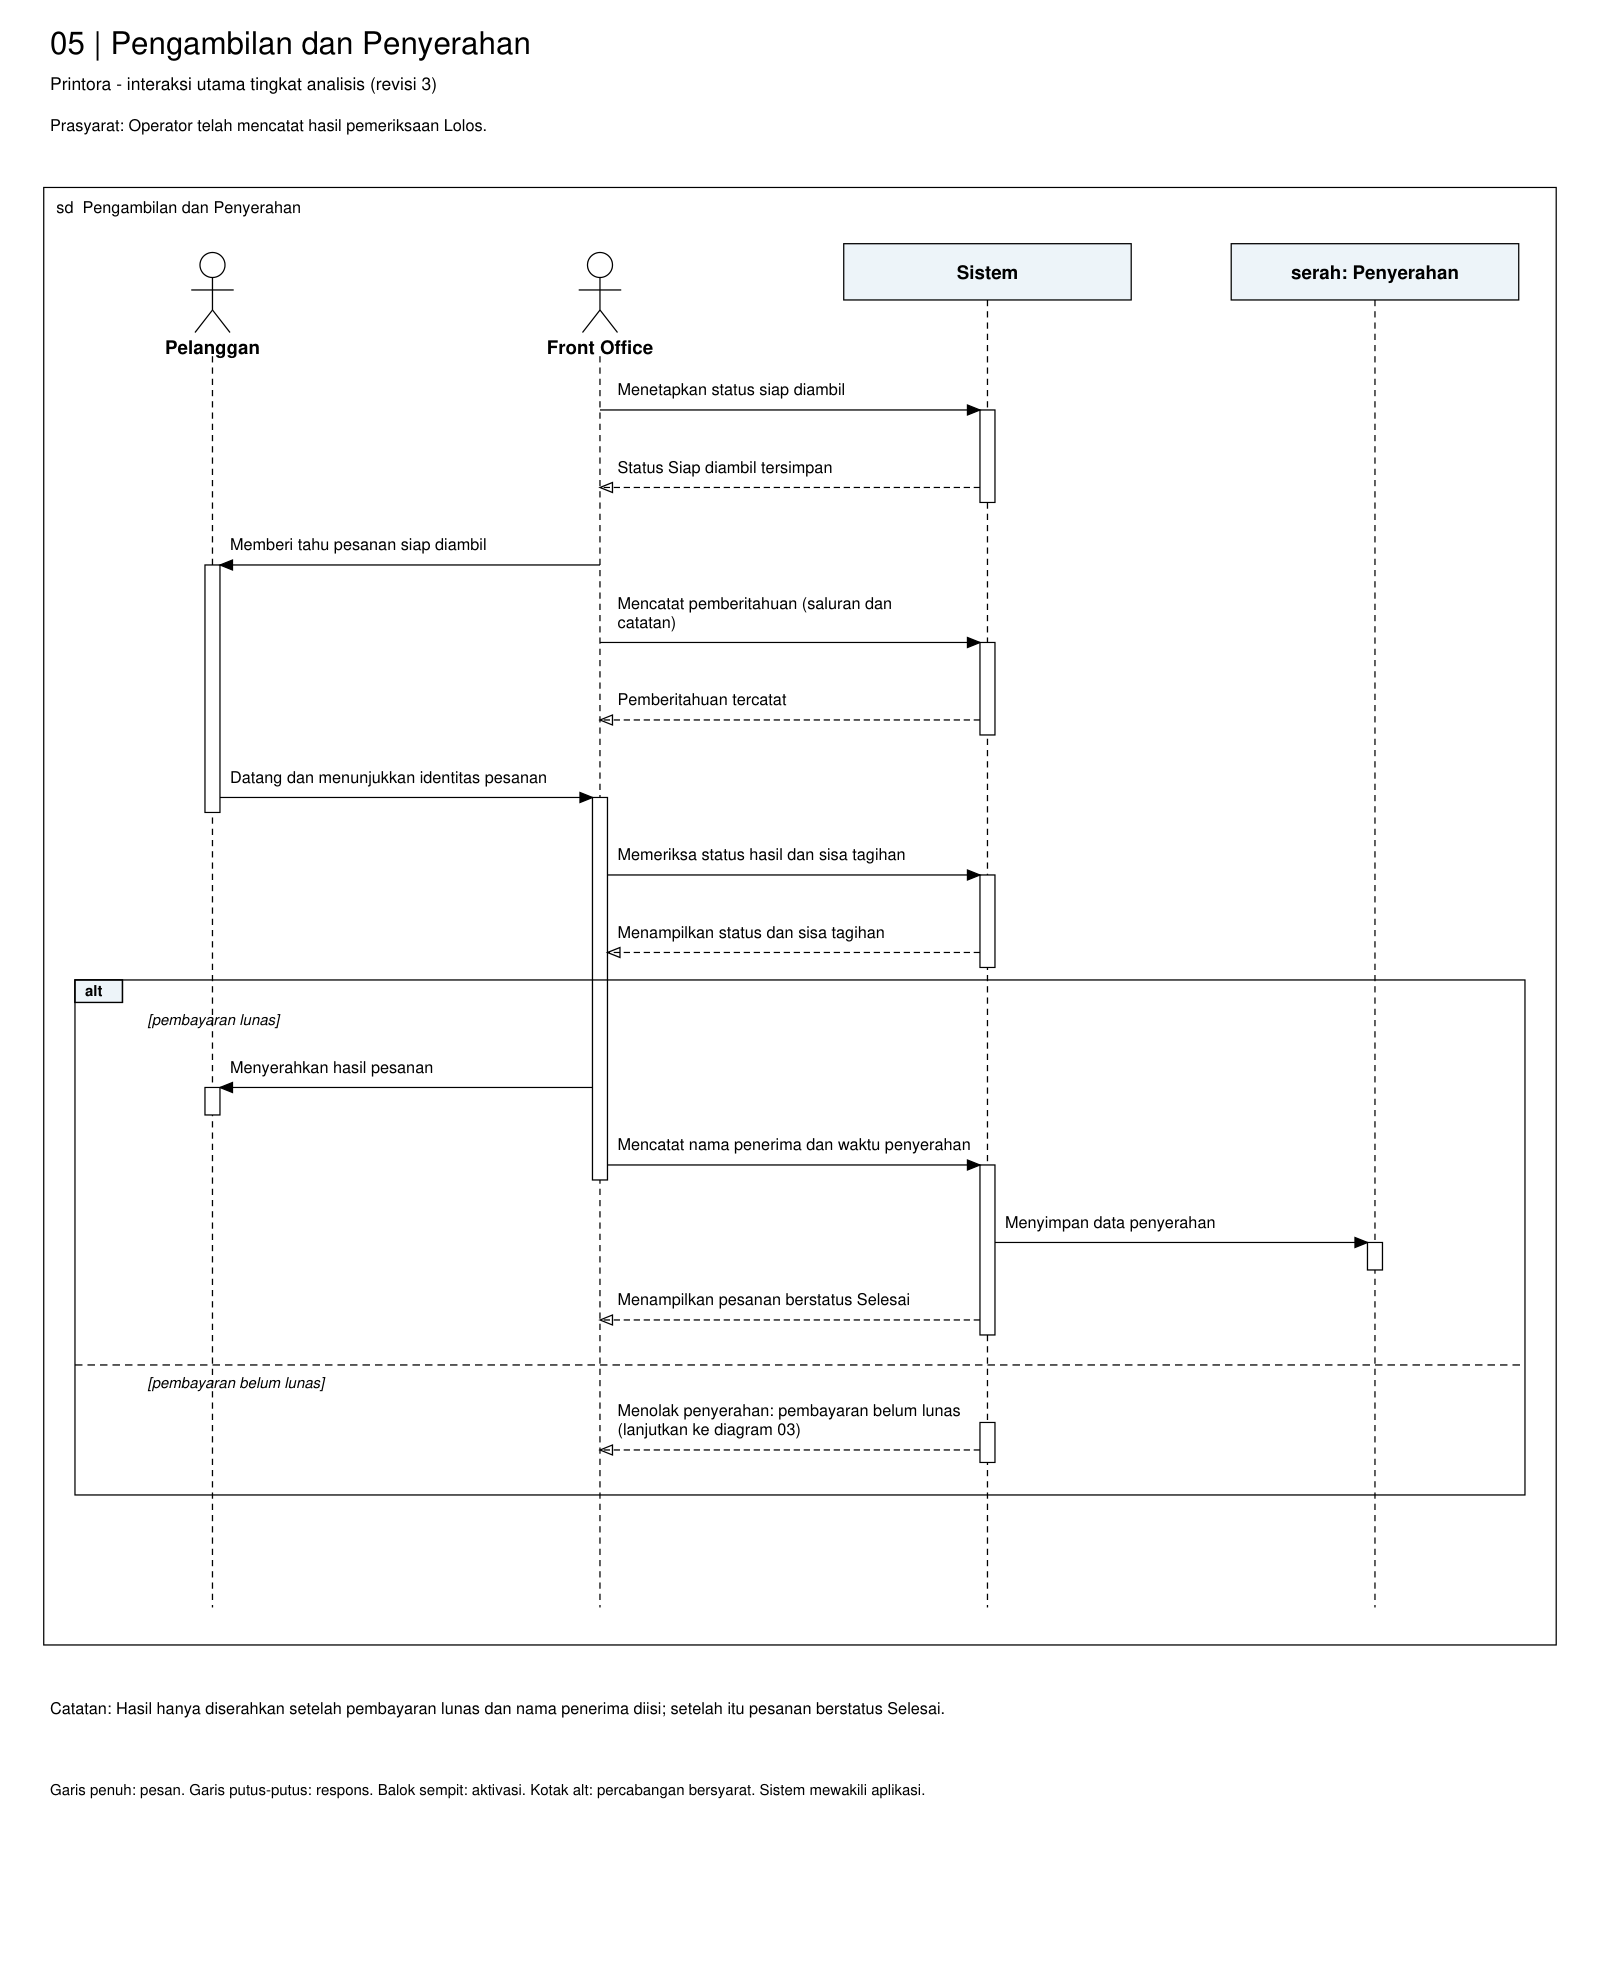 05 | Pengambilan dan Penyerahan
Printora - interaksi utama tingkat analisis (revisi 3)
Prasyarat: Operator telah mencatat hasil pemeriksaan Lolos.
sd  Pengambilan dan Penyerahan
Pelanggan
Front Office
Sistem
serah: Penyerahan
Menetapkan status siap diambil
Status Siap diambil tersimpan
Memberi tahu pesanan siap diambil
Mencatat pemberitahuan (saluran dan
catatan)
Pemberitahuan tercatat
Datang dan menunjukkan identitas pesanan
Memeriksa status hasil dan sisa tagihan
Menampilkan status dan sisa tagihan
alt
[pembayaran lunas]
Menyerahkan hasil pesanan
Mencatat nama penerima dan waktu penyerahan
Menyimpan data penyerahan
Menampilkan pesanan berstatus Selesai
[pembayaran belum lunas]
Menolak penyerahan: pembayaran belum lunas
(lanjutkan ke diagram 03)
Catatan: Hasil hanya diserahkan setelah pembayaran lunas dan nama penerima diisi; setelah itu pesanan berstatus Selesai.
Garis penuh: pesan. Garis putus-putus: respons. Balok sempit: aktivasi. Kotak alt: percabangan bersyarat. Sistem mewakili aplikasi.